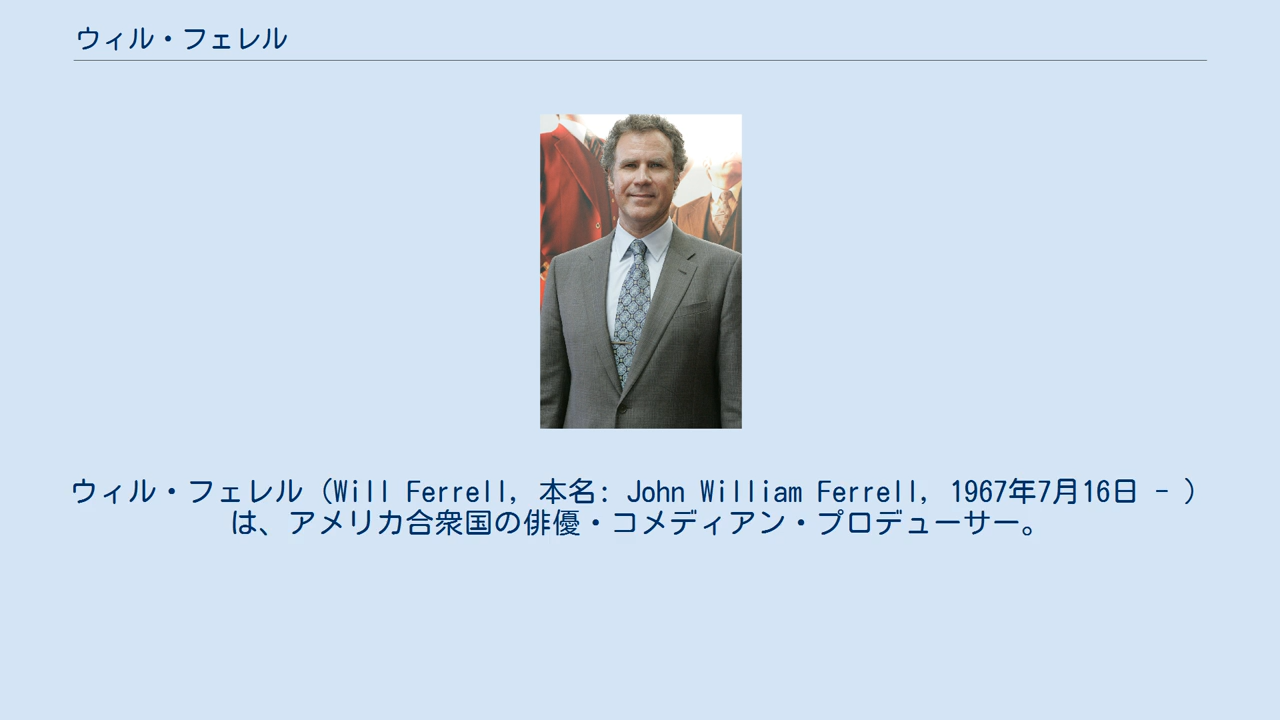 ウィル・フェレル
ウィル・フェレル（Will Ferrell, 本名: John William Ferrell, 1967年7月16日 - ）
は、アメリカ合衆国の俳優・コメディアン・プロデューサー。